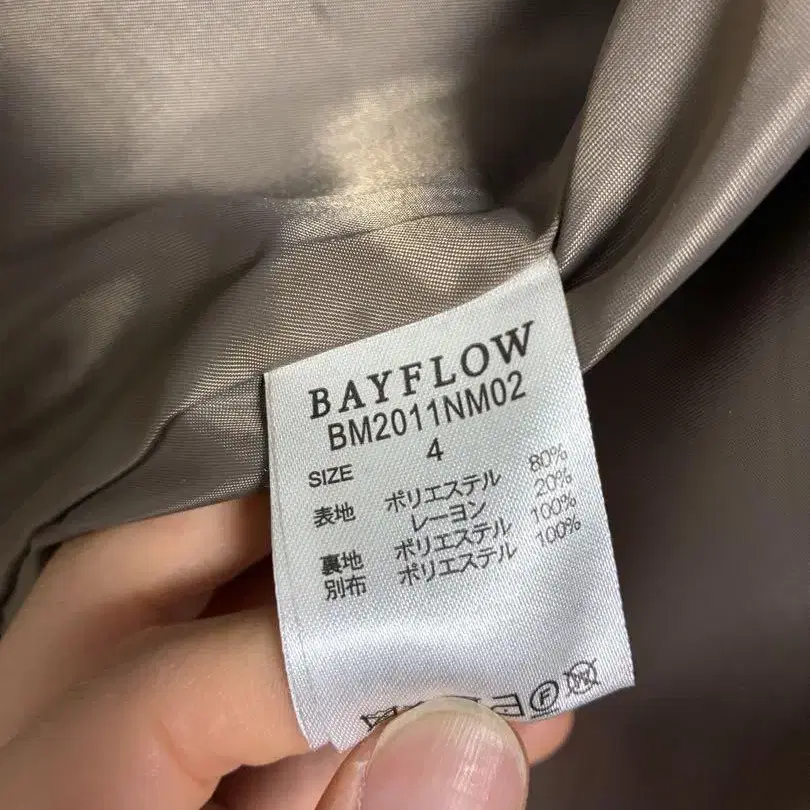 BAYFLOW
BM2011NM02
SIZE 4
表地 ポリエステル 80%
レーヨン 20%
裏地 ポリエステル 100%
別布 ポリエステル 100%
F W